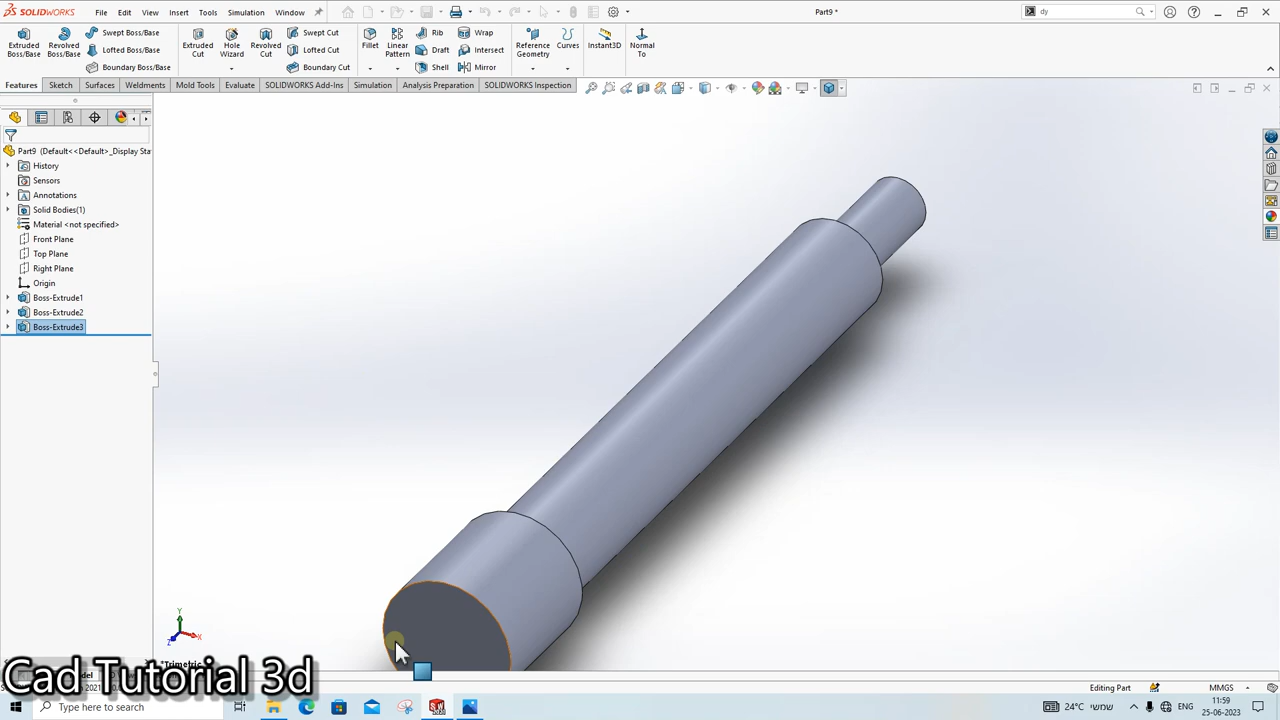 SOLIDWORKS File Edit View Insert Tools Simulation Window Part9 * dy
Extruded Boss/Base Revolved Boss/Base Swept Boss/Base Lofted Boss/Base Boundary Boss/Base Extruded Cut Hole Wizard Revolved Cut Swept Cut Lofted Cut Boundary Cut Fillet Linear Pattern Rib Draft Shell Wrap Intersect Mirror Reference Geometry Curves Instant3D Normal To
Features Sketch Surfaces Weldments Mold Tools Evaluate SOLIDWORKS Add-Ins Simulation Analysis Preparation SOLIDWORKS Inspection
Part9 (Default<<Default>_Display Sta
History
Sensors
Annotations
Solid Bodies(1)
Material <not specified>
Front Plane
Top Plane
Right Plane
Origin
Boss-Extrude1
Boss-Extrude2
Boss-Extrude3
Y
X
Z
*Trimetric
Cad Tutorial 3d
Editing Part MMGS
Type here to search
24°C שמשי ENG 11:59
25-06-2023